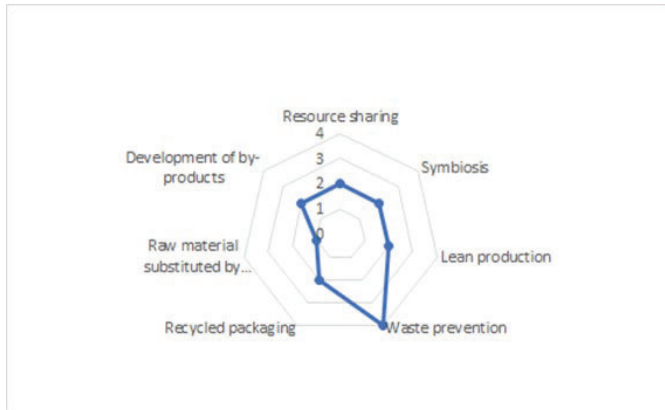 Resource sharing
4
3
2
1
0
Symbiosis
Lean production
Waste prevention
Recycled packaging
Raw material
substituted by...
Development of by-
products